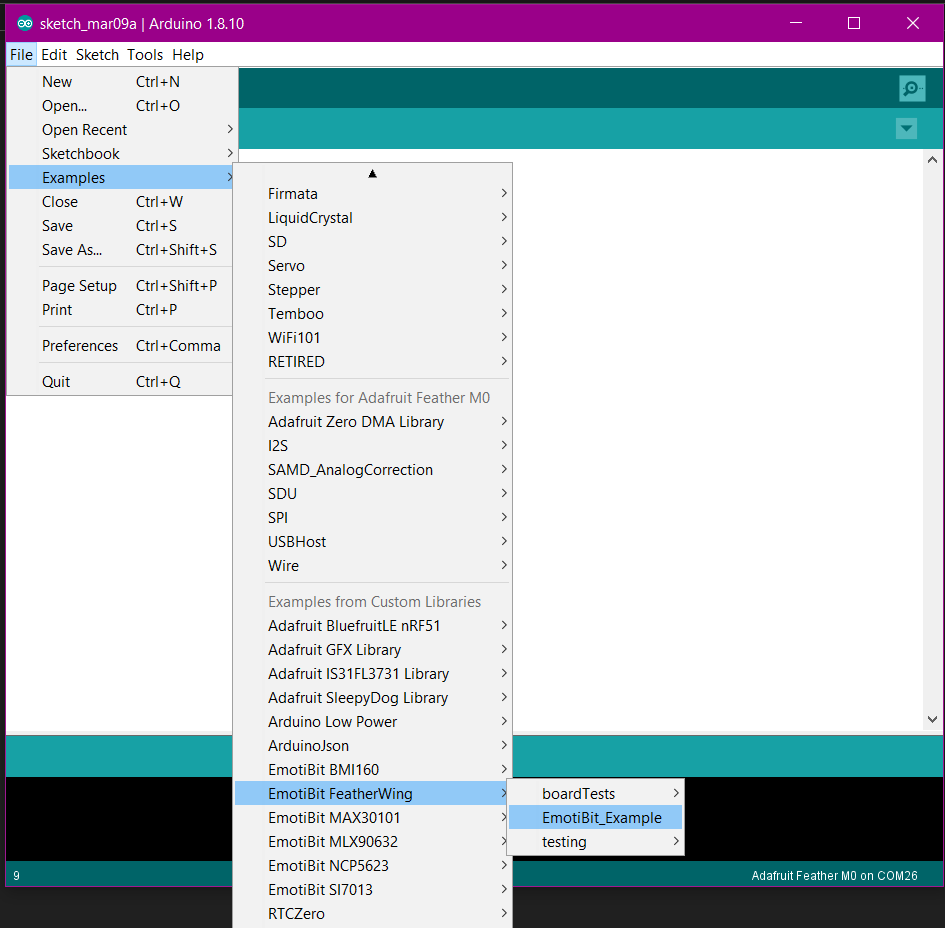 sketch_mar09a | Arduino 1.8.10
File Edit Sketch Tools Help
New Ctrl+N
Open... Ctrl+O
Open Recent
Sketchbook
Examples
Close Ctrl+W
Save Ctrl+S
Save As... Ctrl+Shift+S
Page Setup Ctrl+Shift+P
Print Ctrl+P
Preferences Ctrl+Comma
Quit Ctrl+Q
Firmata
LiquidCrystal
SD
Servo
Stepper
Temboo
WiFi101
RETIRED
Examples for Adafruit Feather M0
Adafruit Zero DMA Library
I2S
SAMD_AnalogCorrection
SDU
SPI
USBHost
Wire
Examples from Custom Libraries
Adafruit BluefruitLE nRF51
Adafruit GFX Library
Adafruit IS31FL3731 Library
Adafruit SleepyDog Library
Arduino Low Power
ArduinoJson
EmotiBit BMI160
EmotiBit FeatherWing
EmotiBit MAX30101
EmotiBit MLX90632
EmotiBit NCP5623
EmotiBit SI7013
RTCZero
boardTests
EmotiBit_Example
testing
9
Adafruit Feather M0 on COM26